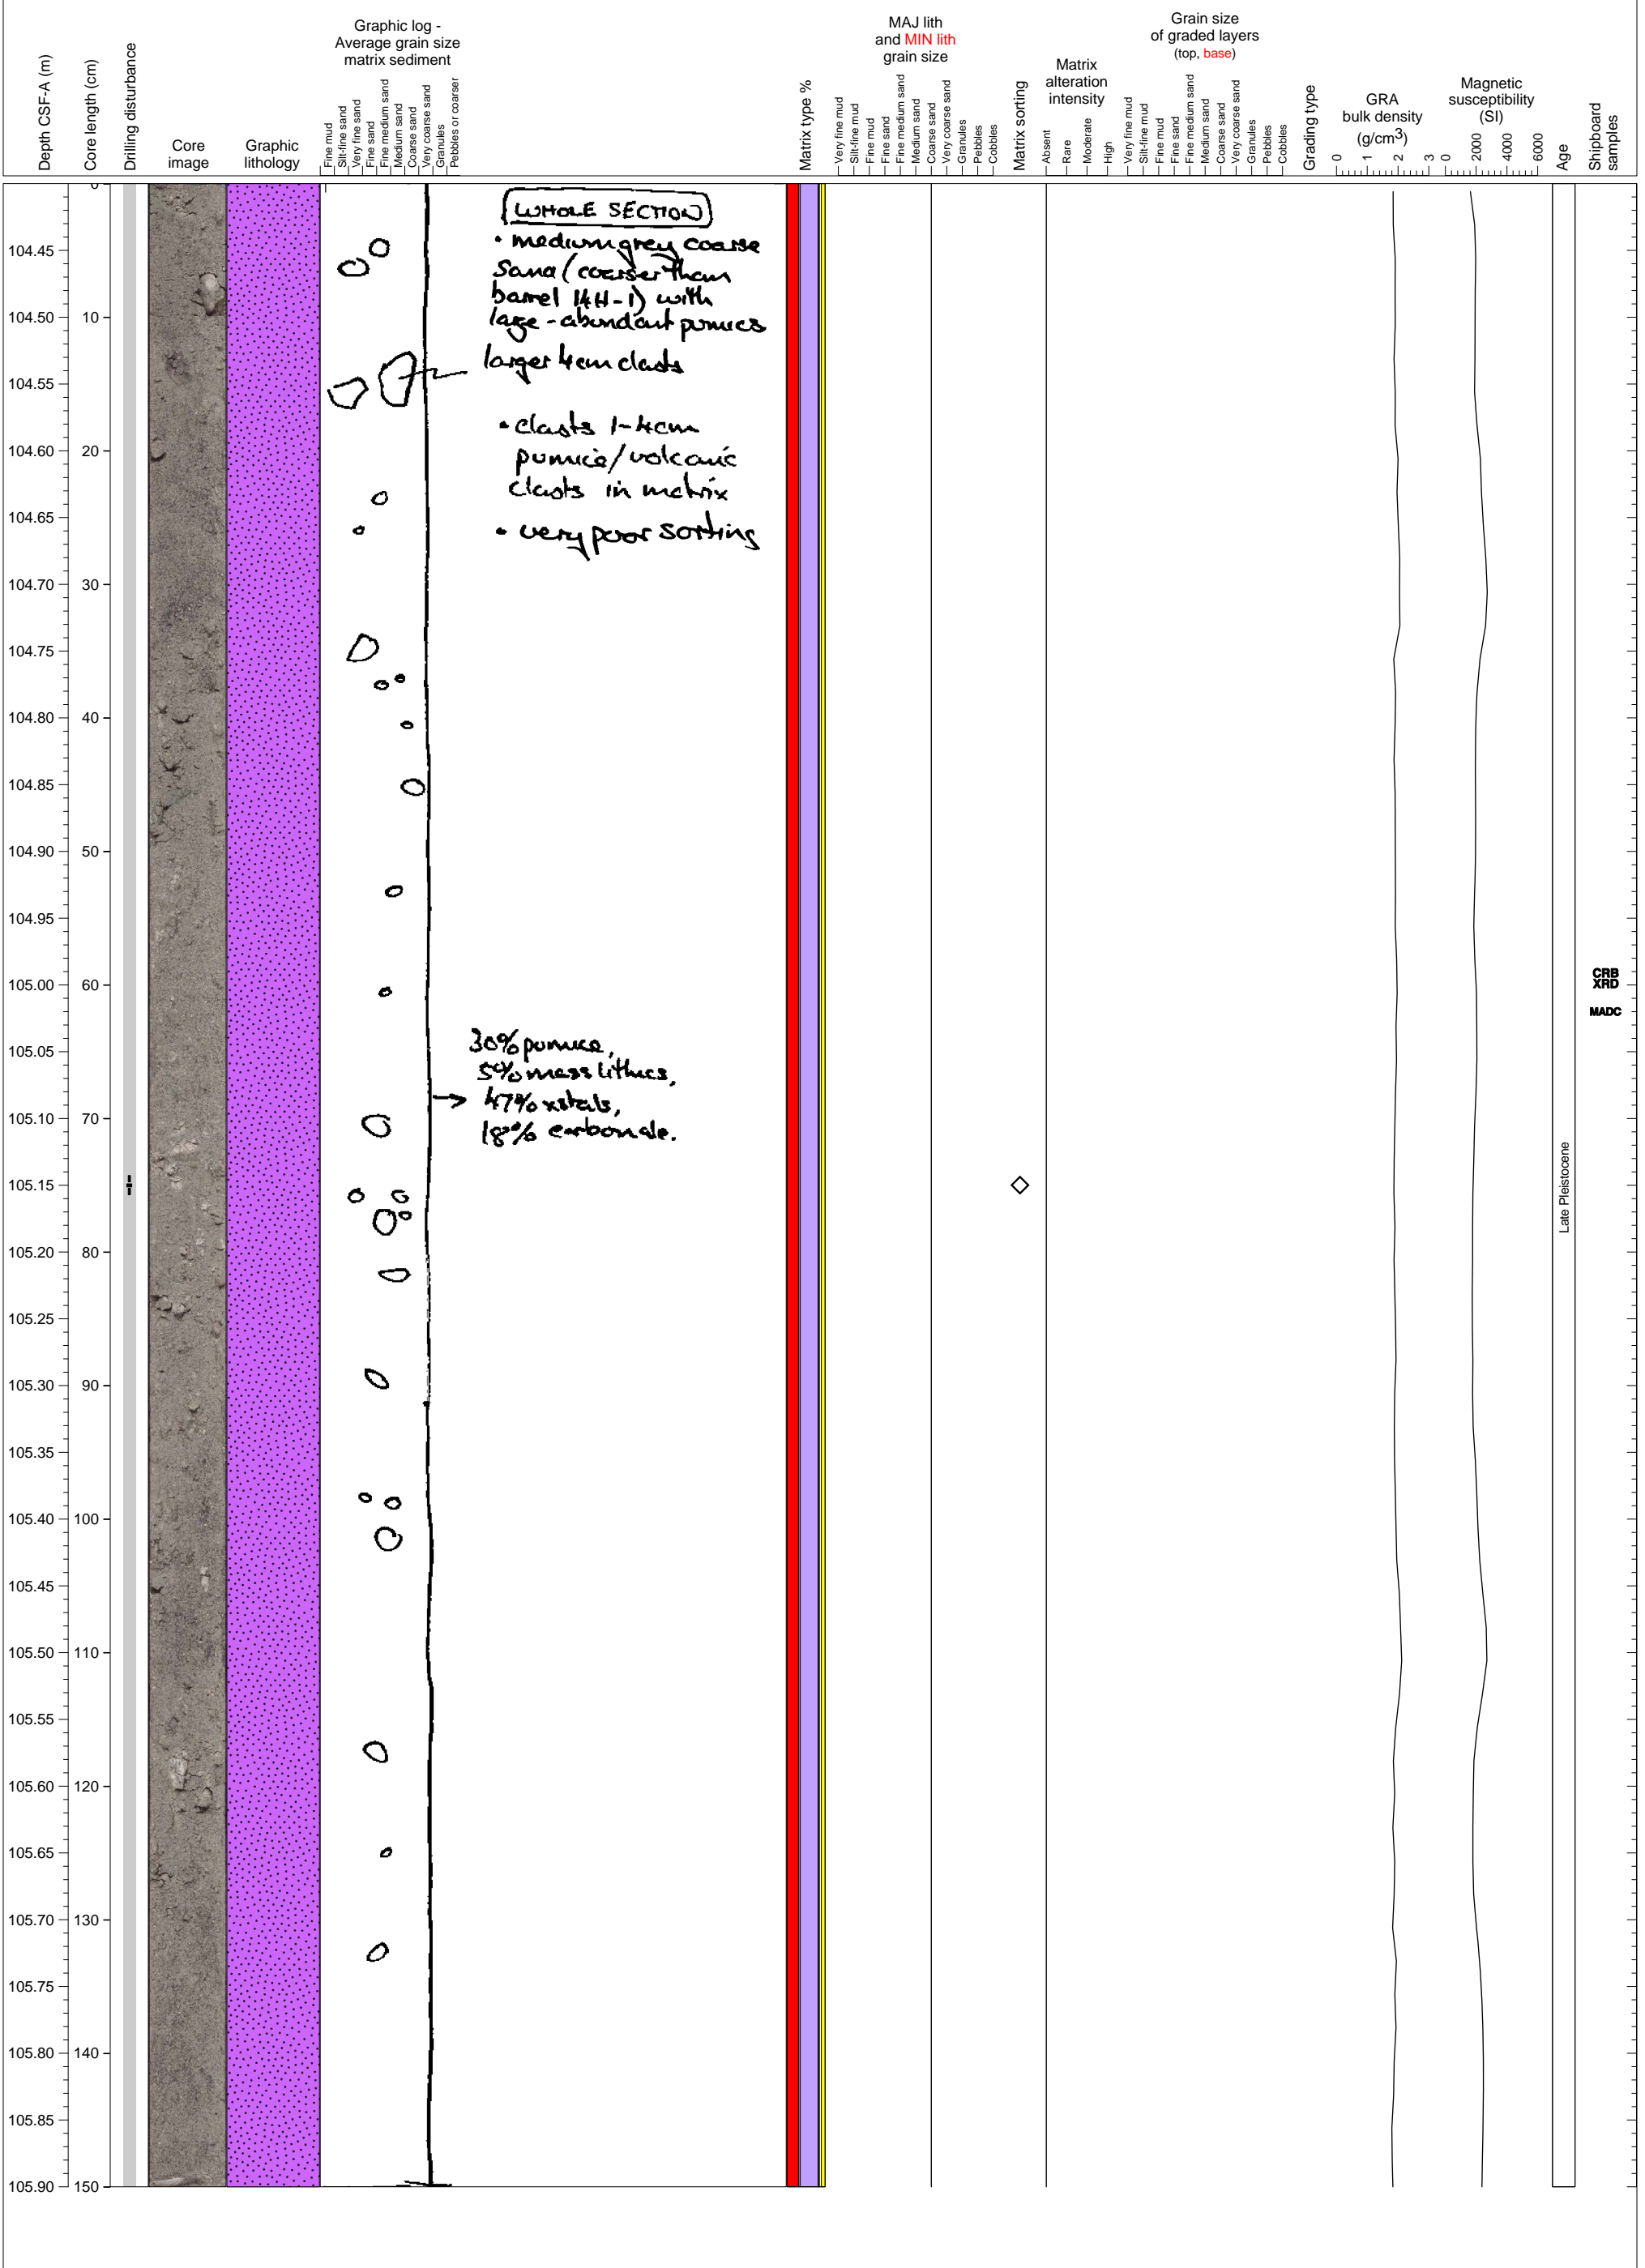 Depth CSF-A (m)
Core length (cm)
Drilling disturbance
Core
image
Graphic
lithology
Graphic log -
Average grain size
matrix sediment
Fine mud
Silt-fine sand
Very fine sand
Fine sand
Fine medium sand
Medium sand
Coarse sand
Very coarse sand
Granules
Pebbles or coarser
Matrix type %
MAJ lith
and MIN lith
grain size
Very fine mud
Silt-fine mud
Fine mud
Fine sand
Fine medium sand
Medium sand
Coarse sand
Very coarse sand
Granules
Pebbles
Cobbles
Matrix sorting
Matrix
alteration
intensity
Absent
Rare
Moderate
High
Grain size
of graded layers
(top, base)
Very fine mud
Silt-fine mud
Fine mud
Fine sand
Fine medium sand
Medium sand
Coarse sand
Very coarse sand
Granules
Pebbles
Cobbles
Grading type
GRA
bulk density
(g/cm3)
0 1 2 3
Magnetic
susceptibility
(SI)
0 2000 4000 6000
Age
Shipboard
samples
0
104.45
104.50 10
104.55
104.60 20
104.65
104.70 30
104.75
104.80 40
104.85
104.90 50
104.95
105.00 60
105.05
105.10 70
105.15
105.20 80
105.25
105.30 90
105.35
105.40 100
105.45
105.50 110
105.55
105.60 120
105.65
105.70 130
105.75
105.80 140
105.85
105.90 150
WHOLE SECTION
• medium grey coarse
sand (coarser than
barrel 14H-1) with
large-abundant pumics
larger 4cm clasts
• clasts 1-4cm
pumice/volcanic
clasts in matrix
• very poor sorting
30% pumice,
5% mass lithics,
47% xstals,
18% carbonate.
Late Pleistocene
CRB
XRD
MADC